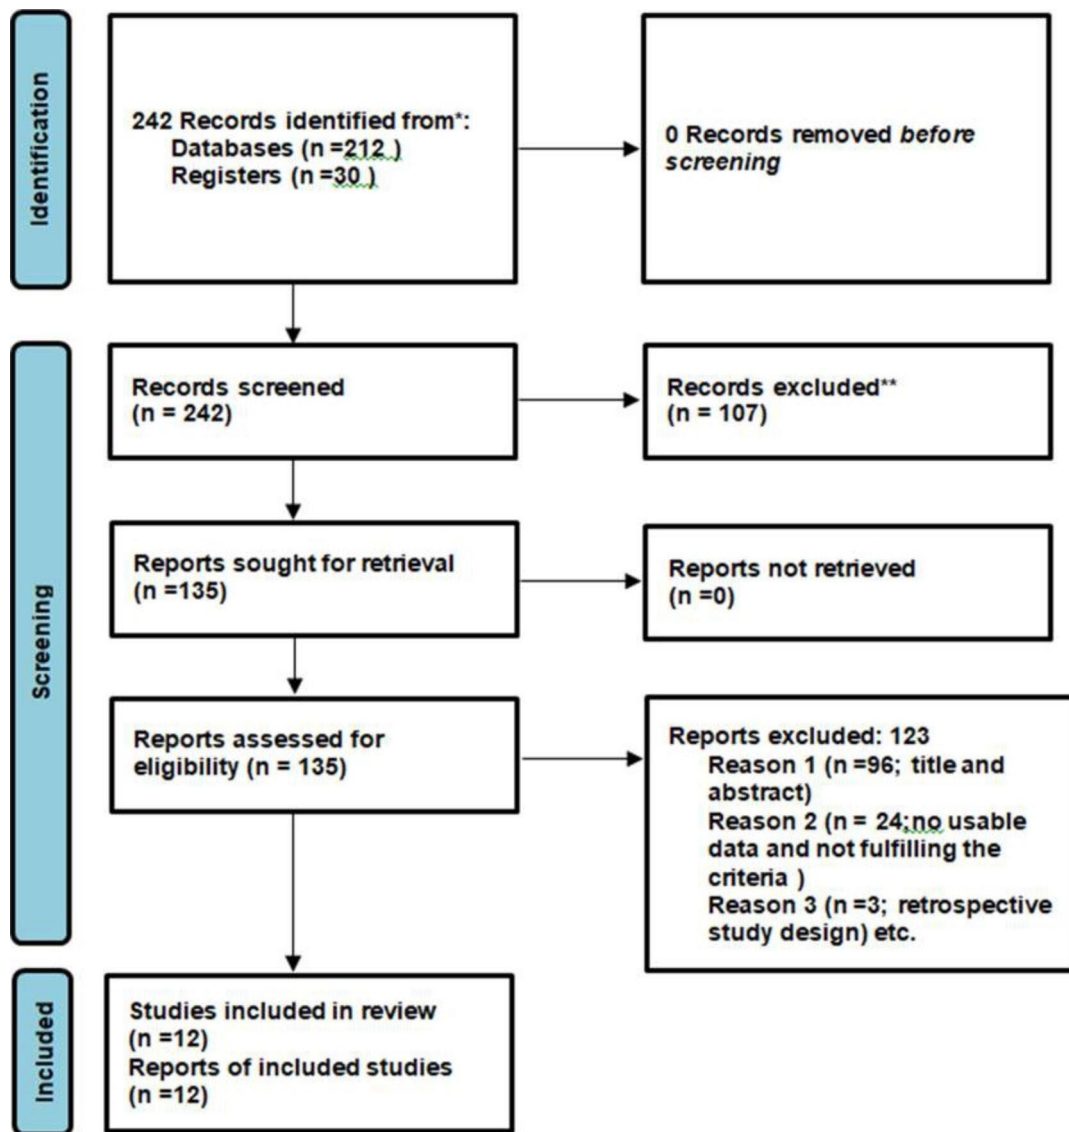 Identification
242 Records identified from*:
Databases (n =212 )
Registers (n =30 )
0 Records removed before
screening
Screening
Records screened
(n = 242)
Records excluded**
(n = 107)
Reports sought for retrieval
(n =135)
Reports not retrieved
(n =0)
Reports assessed for
eligibility (n = 135)
Reports excluded: 123
Reason 1 (n =96; title and
abstract)
Reason 2 (n = 24;no usable
data and not fulfilling the
criteria )
Reason 3 (n =3; retrospective
study design) etc.
Included
Studies included in review
(n =12)
Reports of included studies
(n =12)